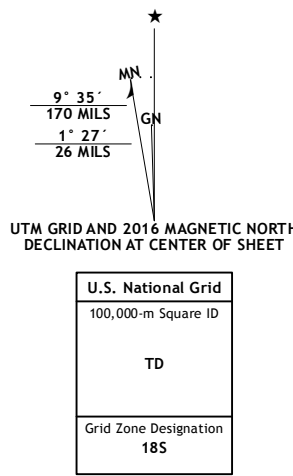 MN
GN
9° 35´
170 MILS
1° 27´
26 MILS
UTM GRID AND 2016 MAGNETIC NORTH
DECLINATION AT CENTER OF SHEET
U.S. National Grid
100,000-m Square ID
TD
Grid Zone Designation
18S